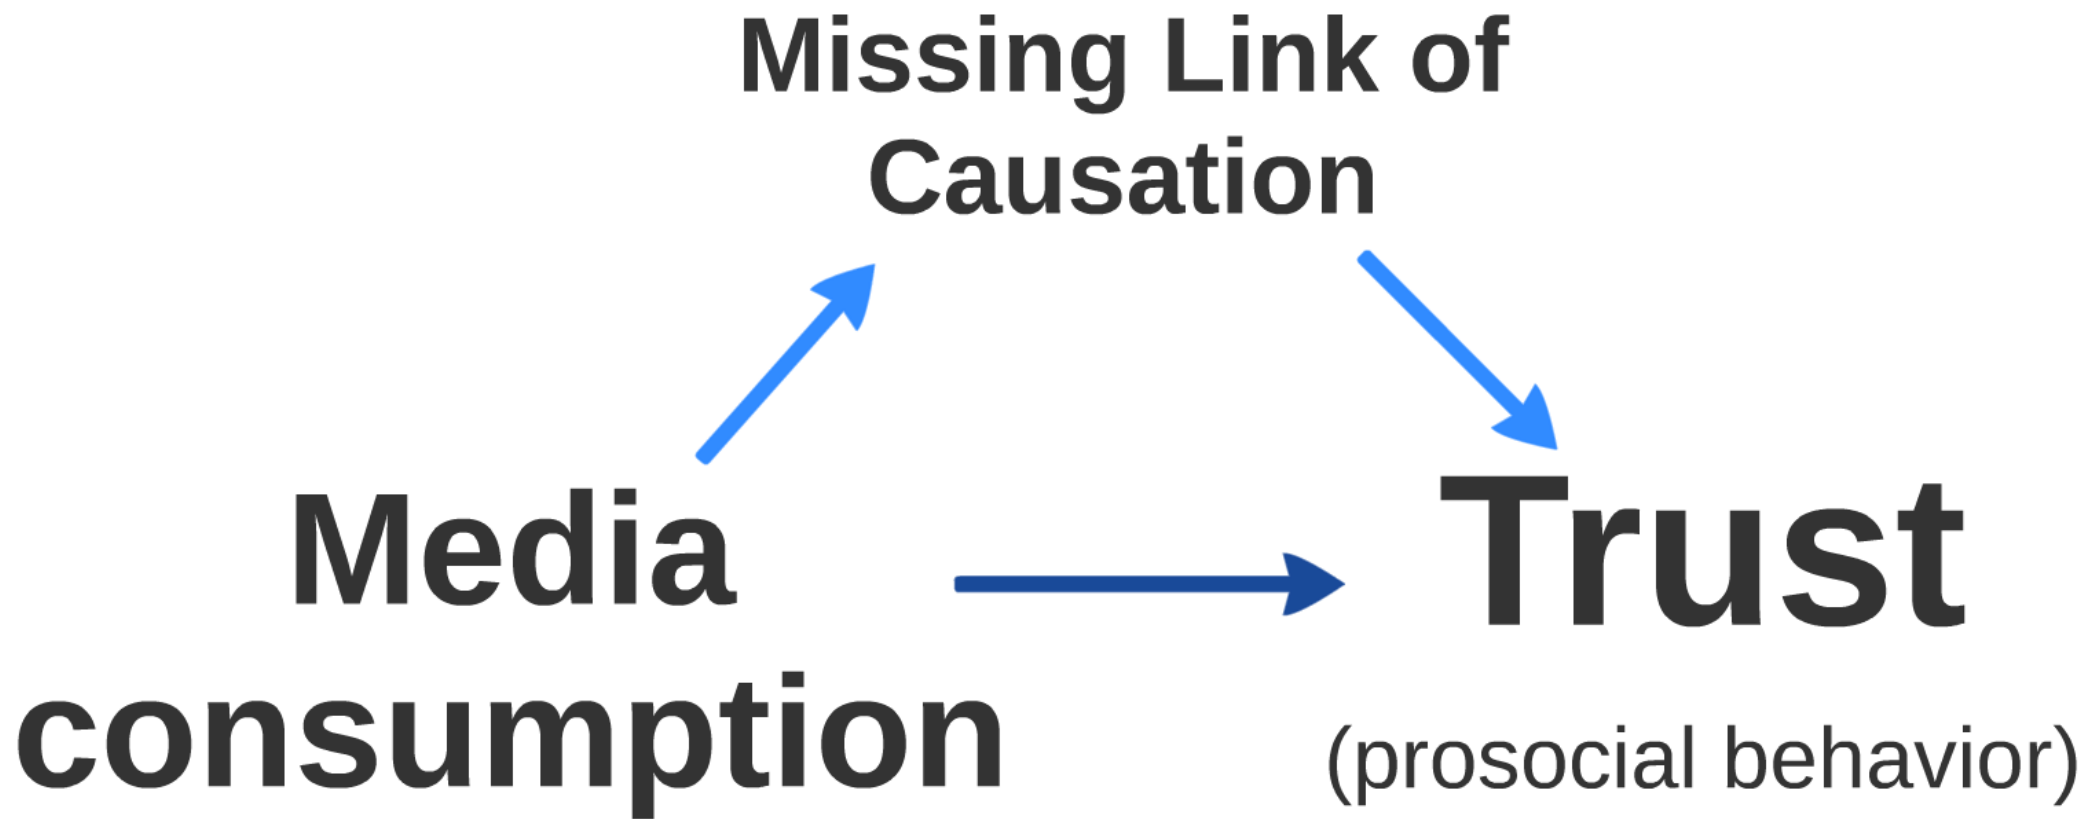 Missing Link of
Causation
Media
consumption
Trust
(prosocial behavior)